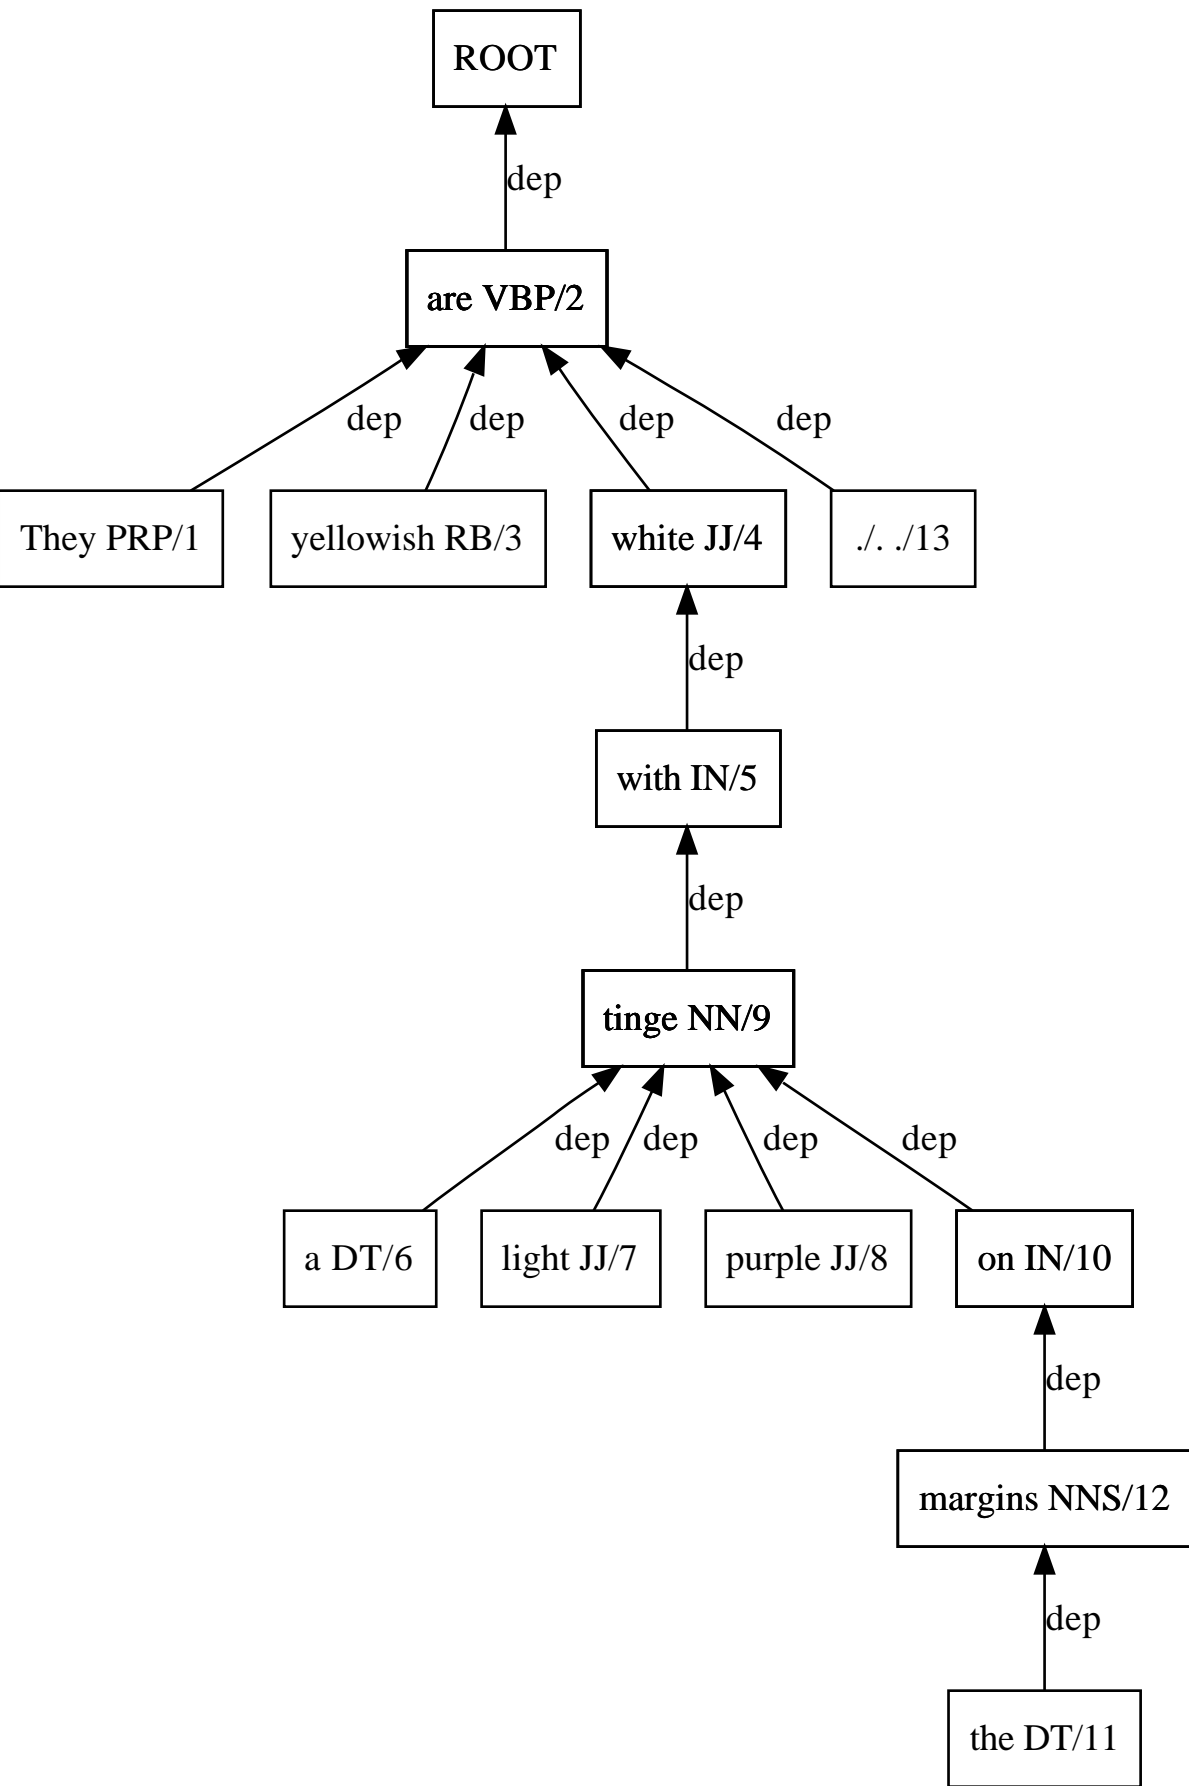 ROOT
dep
are VBP/2
dep dep dep dep
They PRP/1 yellowish RB/3 white JJ/4 ./. ./13
dep
with IN/5
dep
tinge NN/9
dep dep dep dep
a DT/6 light JJ/7 purple JJ/8 on IN/10
dep
margins NNS/12
dep
the DT/11